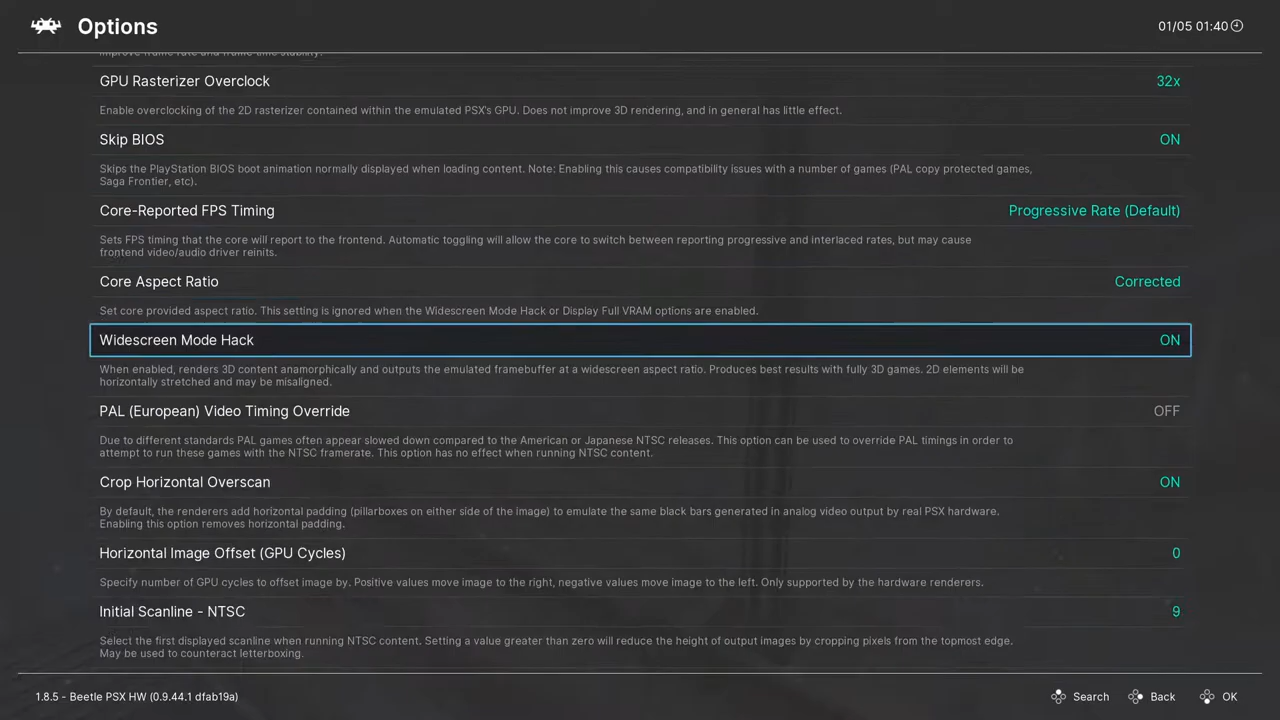 Options
01/05 01:40
improve frame rate and frame time stability.
GPU Rasterizer Overclock 32x
Enable overclocking of the 2D rasterizer contained within the emulated PSX's GPU. Does not improve 3D rendering, and in general has little effect.
Skip BIOS ON
Skips the PlayStation BIOS boot animation normally displayed when loading content. Note: Enabling this causes compatibility issues with a number of games (PAL copy protected games,
Saga Frontier, etc).
Core-Reported FPS Timing Progressive Rate (Default)
Sets FPS timing that the core will report to the frontend. Automatic toggling will allow the core to switch between reporting progressive and interlaced rates, but may cause
frontend video/audio driver reinits.
Core Aspect Ratio Corrected
Set core provided aspect ratio. This setting is ignored when the Widescreen Mode Hack or Display Full VRAM options are enabled.
Widescreen Mode Hack ON
When enabled, renders 3D content anamorphically and outputs the emulated framebuffer at a widescreen aspect ratio. Produces best results with fully 3D games. 2D elements will be
horizontally stretched and may be misaligned.
PAL (European) Video Timing Override OFF
Due to different standards PAL games often appear slowed down compared to the American or Japanese NTSC releases. This option can be used to override PAL timings in order to
attempt to run these games with the NTSC framerate. This option has no effect when running NTSC content.
Crop Horizontal Overscan ON
By default, the renderers add horizontal padding (pillarboxes on either side of the image) to emulate the same black bars generated in analog video output by real PSX hardware.
Enabling this option removes horizontal padding.
Horizontal Image Offset (GPU Cycles) 0
Specify number of GPU cycles to offset image by. Positive values move image to the right, negative values move image to the left. Only supported by the hardware renderers.
Initial Scanline - NTSC 9
Select the first displayed scanline when running NTSC content. Setting a value greater than zero will reduce the height of output images by cropping pixels from the topmost edge.
May be used to counteract letterboxing.
1.8.5 - Beetle PSX HW (0.9.44.1 dfab19a)
Search Back OK